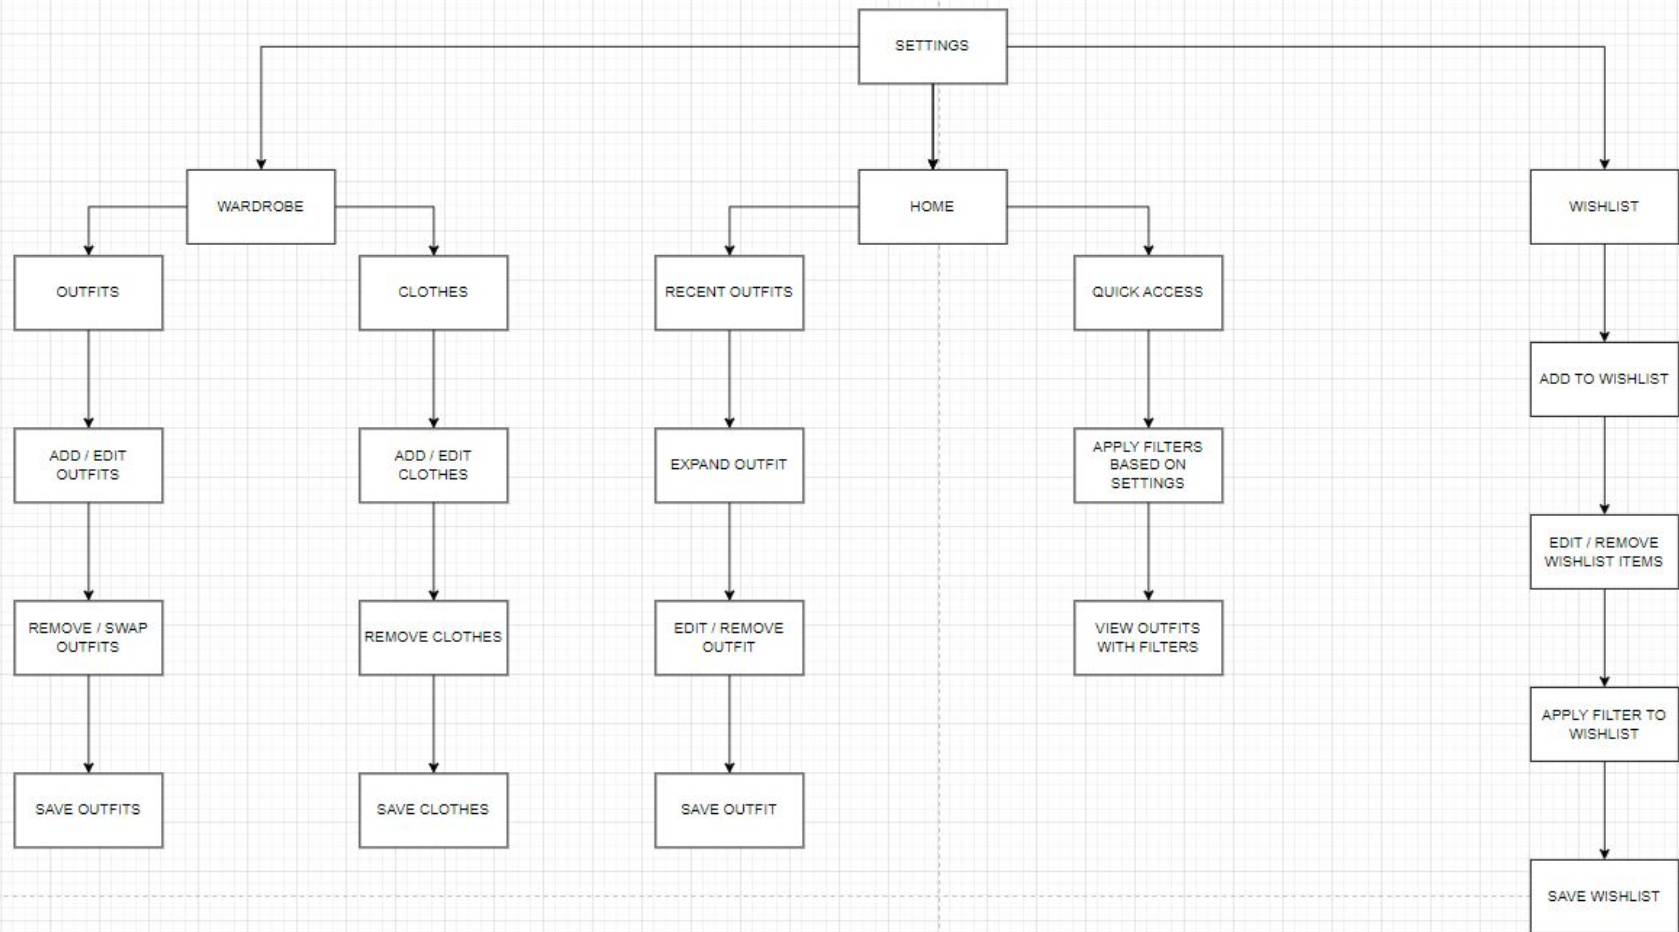 SETTINGS
WARDROBE
HOME
WISHLIST
OUTFITS
CLOTHES
RECENT OUTFITS
QUICK ACCESS
ADD TO WISHLIST
ADD / EDIT
OUTFITS
ADD / EDIT
CLOTHES
EXPAND OUTFIT
APPLY FILTERS
BASED ON
SETTINGS
EDIT / REMOVE
WISHLIST ITEMS
REMOVE / SWAP
OUTFITS
REMOVE CLOTHES
EDIT / REMOVE
OUTFIT
VIEW OUTFITS
WITH FILTERS
APPLY FILTER TO
WISHLIST
SAVE OUTFITS
SAVE CLOTHES
SAVE OUTFIT
SAVE WISHLIST